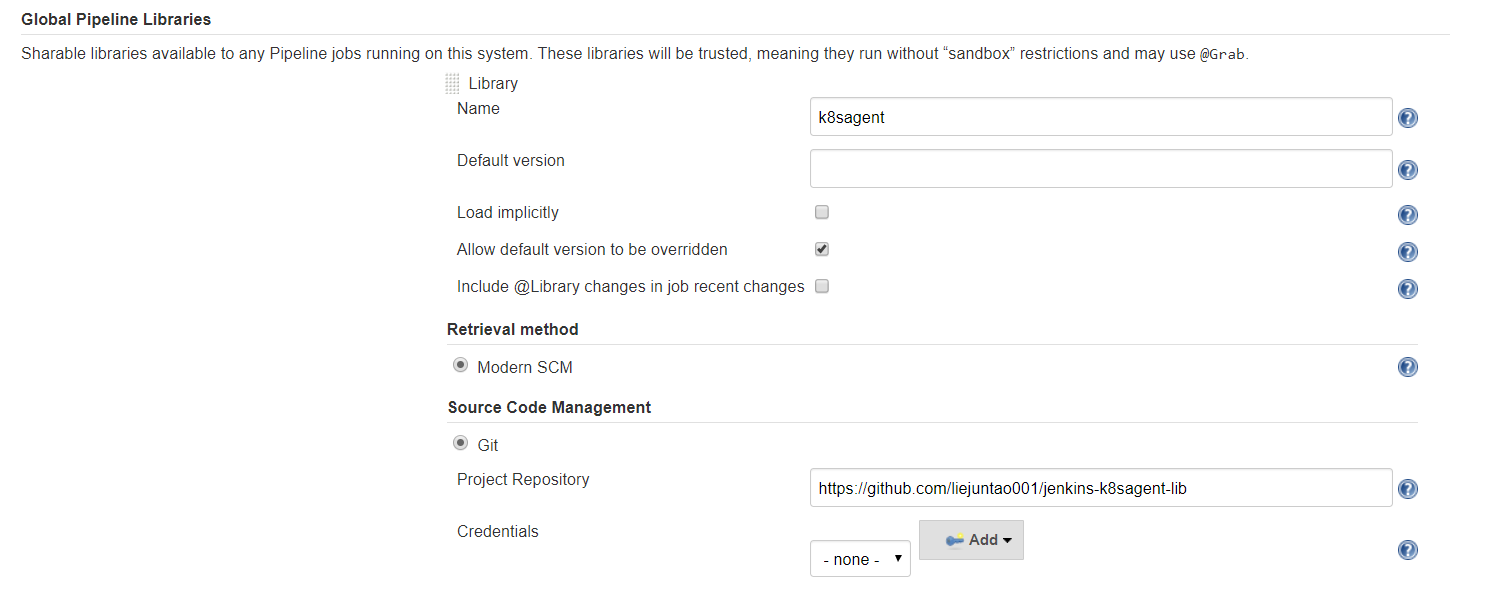 Global Pipeline Libraries
Sharable libraries available to any Pipeline jobs running on this system. These libraries will be trusted, meaning they run without “sandbox” restrictions and may use @Grab.
Library
Name
k8sagent
Default version
Load implicitly
Allow default version to be overridden
Include @Library changes in job recent changes
Retrieval method
Modern SCM
Source Code Management
Git
Project Repository
https://github.com/liejuntao001/jenkins-k8sagent-lib
Credentials
- none -
Add